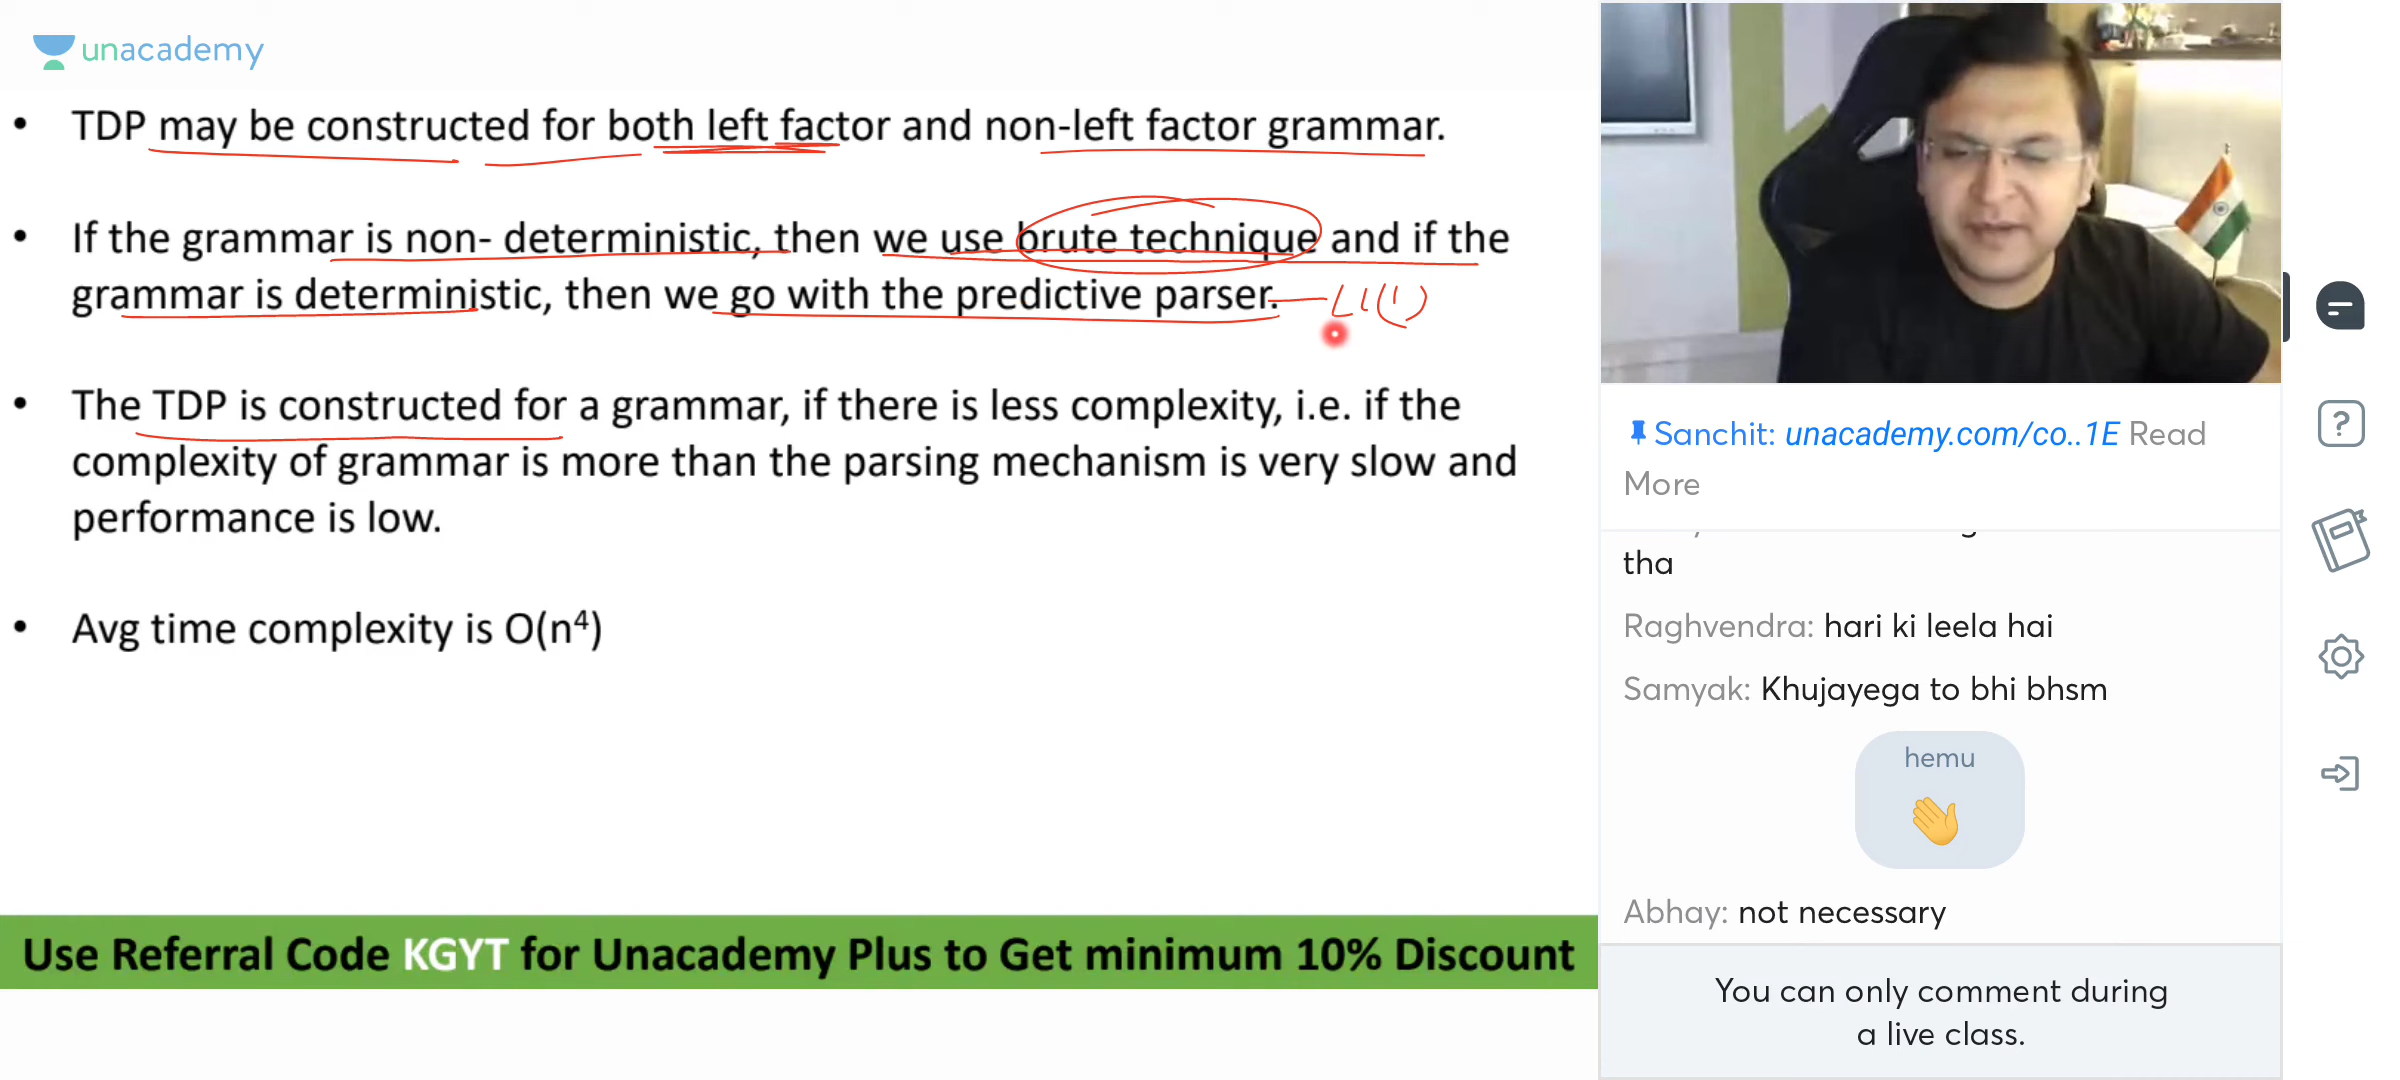 unacademy
• TDP may be constructed for both left factor and non-left factor grammar.
• If the grammar is non- deterministic, then we use brute technique and if the
grammar is deterministic, then we go with the predictive parser. LL(1)
• The TDP is constructed for a grammar, if there is less complexity, i.e. if the
complexity of grammar is more than the parsing mechanism is very slow and
performance is low.
• Avg time complexity is O(n⁴)
Use Referral Code KGYT for Unacademy Plus to Get minimum 10% Discount
Sanchit: unacademy.com/co..1E Read
More
tha
Raghvendra: hari ki leela hai
Samyak: Khujayega to bhi bhsm
hemu
👏
Abhay: not necessary
You can only comment during
a live class.
?